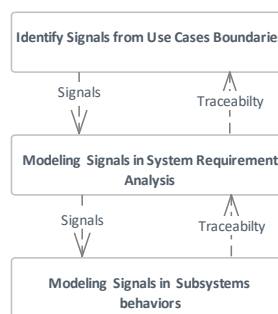 Identify Signals from Use Cases Boundarie
Signals
Traceabilty
Modeling Signals in System Requirement
Analysis
Signals
Traceabilty
Modeling Signals in Subsystems
behaviors